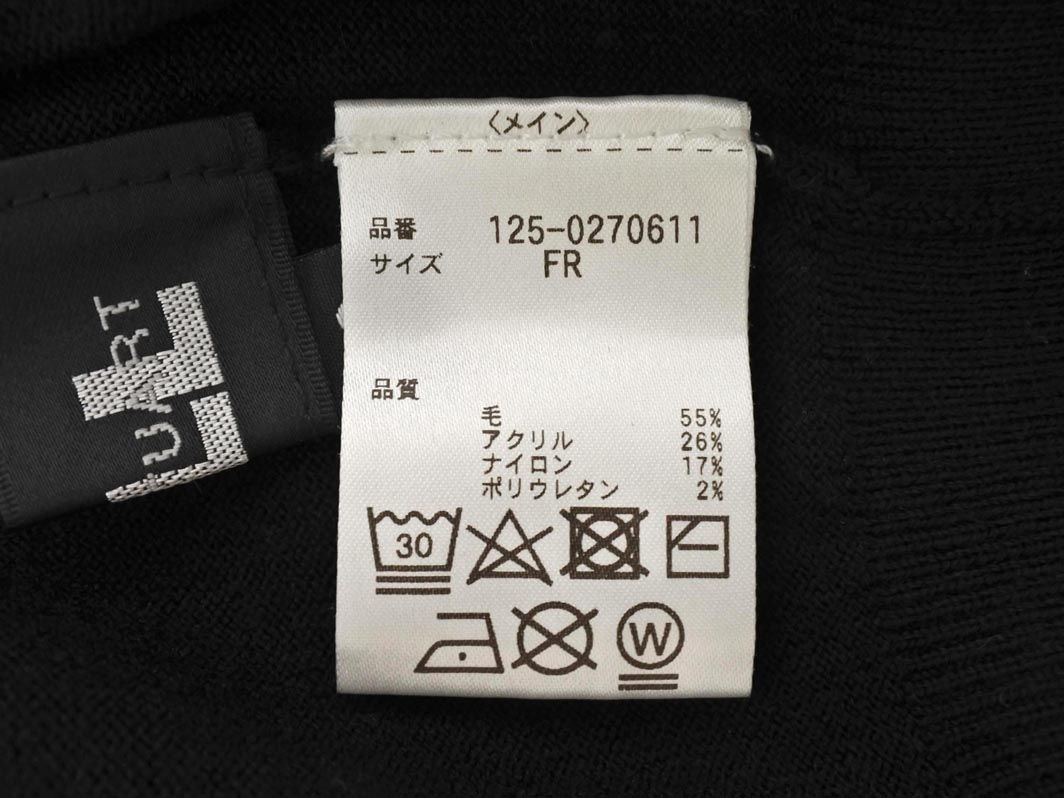 〈メイン〉
品番 125-0270611
サイズ FR
品質
毛 55%
アクリル 26%
ナイロン 17%
ポリウレタン 2%
30
W